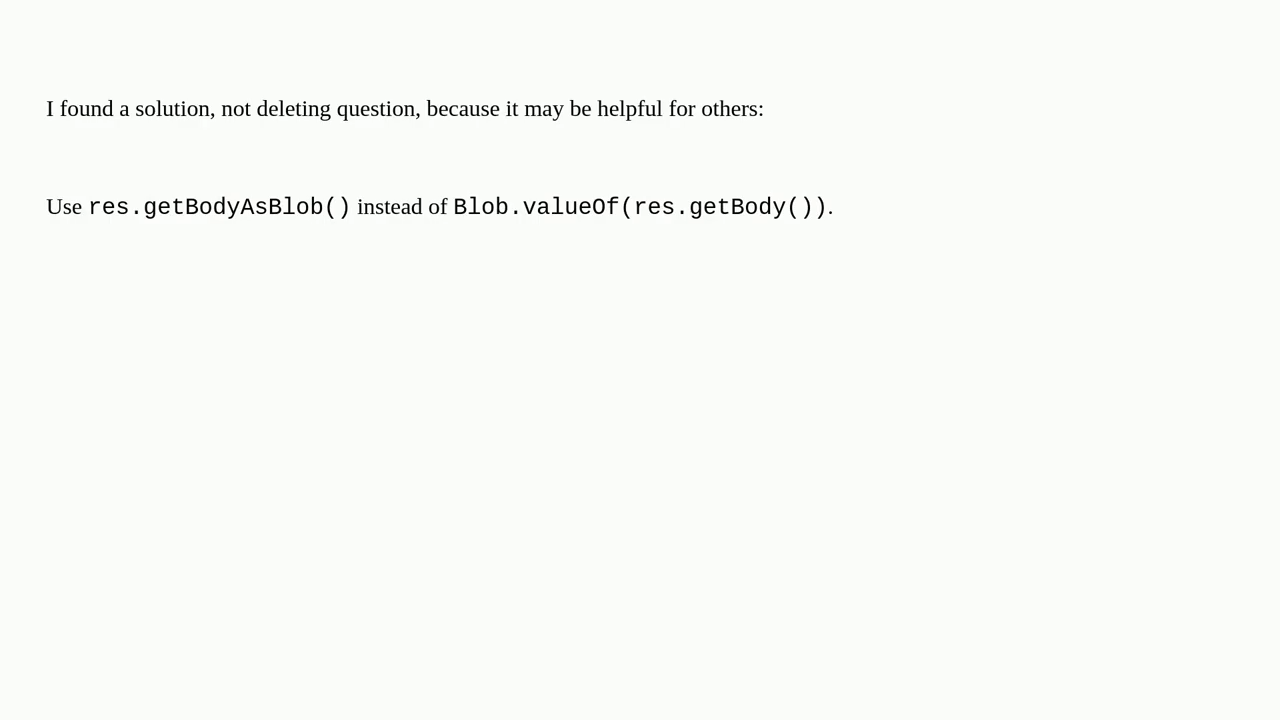 I found a solution, not deleting question, because it may be helpful for others:
Use res.getBodyAsBlob() instead of Blob.valueOf(res.getBody()).